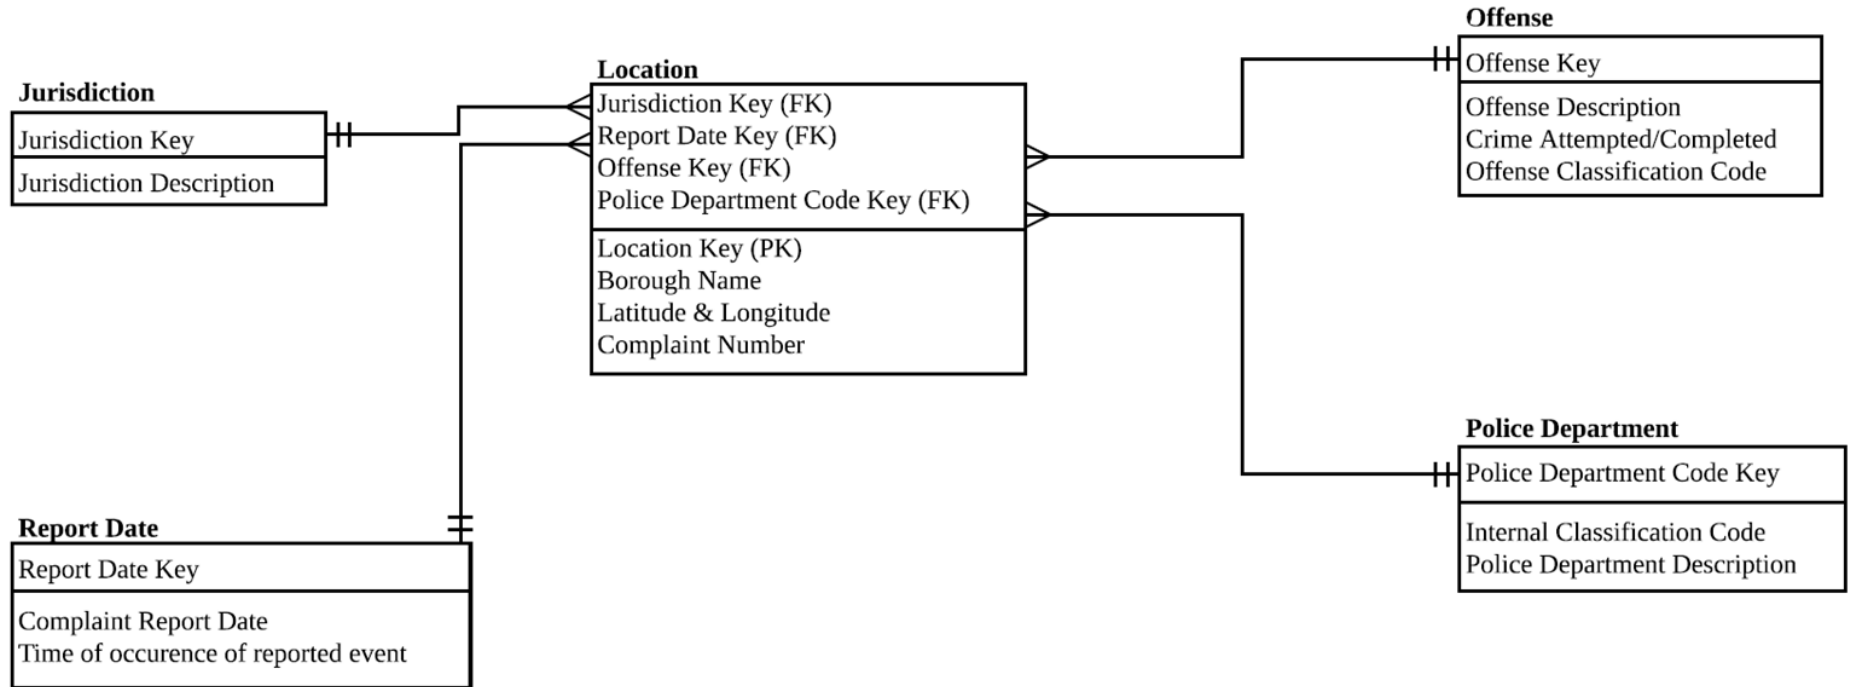 Jurisdiction
Jurisdiction Key
Jurisdiction Description
Location
Jurisdiction Key (FK)
Report Date Key (FK)
Offense Key (FK)
Police Department Code Key (FK)
Location Key (PK)
Borough Name
Latitude & Longitude
Complaint Number
Offense
Offense Key
Offense Description
Crime Attempted/Completed
Offense Classification Code
Report Date
Report Date Key
Complaint Report Date
Time of occurence of reported event
Police Department
Police Department Code Key
Internal Classification Code
Police Department Description